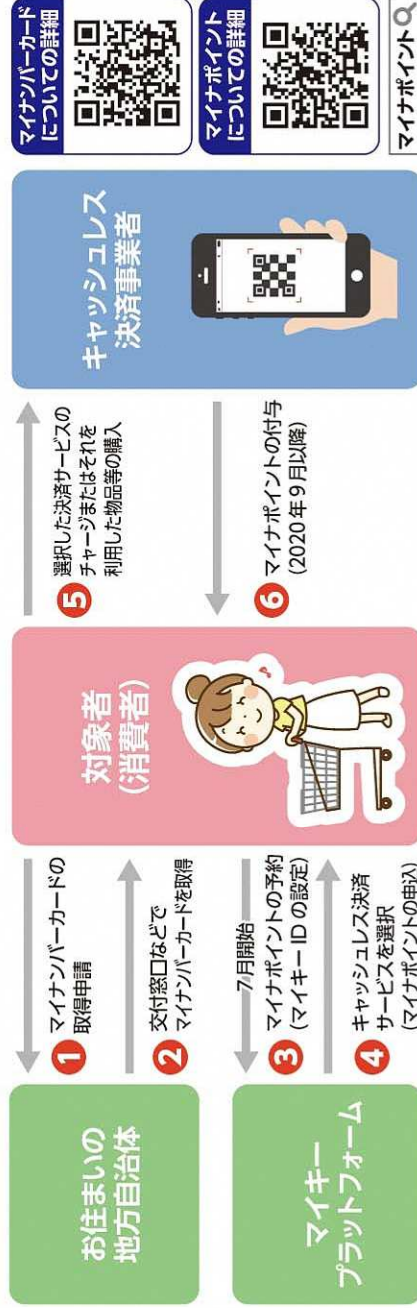 お住まいの
地方自治体
マイキー
プラットフォーム
1 マイナンバーカードの
取得申請
2 交付窓口などで
マイナンバーカードを取得
7月開始
3 マイナポイントの予約
(マイキーIDの設定)
4 キャッシュレス決済
サービスを選択
(マイナポイントの申込)
対象者
(消費者)
5 選択した決済サービスの
チャージまたはそれを
利用した物品等の購入
6 マイナポイントの付与
(2020年9月以降)
キャッシュレス
決済事業者
マイナンバーカード
についての詳細
マイナポイント
についての詳細
マイナポイント